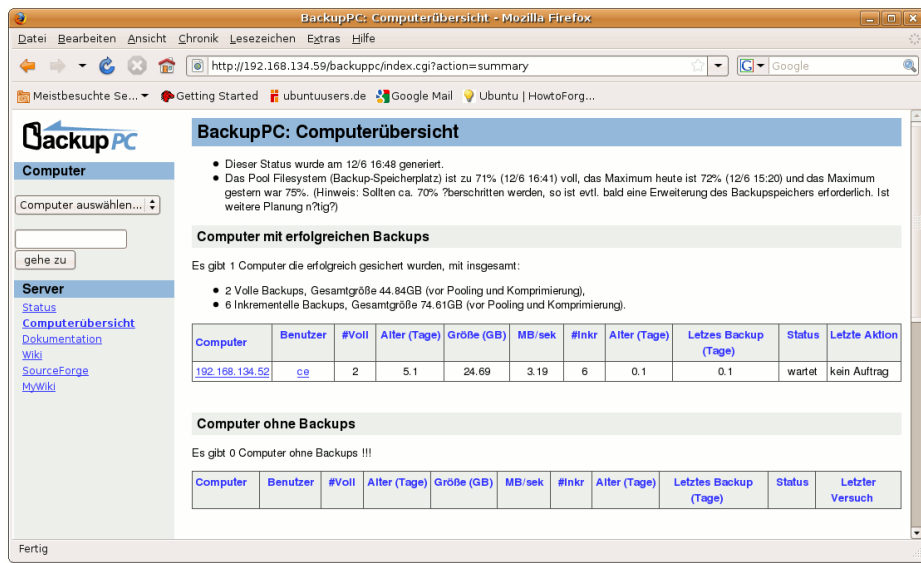 BackupPC: Computerübersicht - Mozilla Firefox
Datei Bearbeiten Ansicht Chronik Lesezeichen Extras Hilfe
http://192.168.134.59/backuppc/index.cgi?action=summary
Google
Meistbesuchte Se... Getting Started ubuntuusers.de Google Mail Ubuntu | HowtoForg...
BackupPC
Computer
Computer auswählen...
gehe zu
Server
Status
Computerübersicht
Dokumentation
Wiki
SourceForge
MyWiki
BackupPC: Computerübersicht
Dieser Status wurde am 12/6 16:48 generiert.
Das Pool Filesystem (Backup-Speicherplatz) ist zu 71% (12/6 16:41) voll, das Maximum heute ist 72% (12/6 15:20) und das Maximum
gestern war 75%. (Hinweis: Sollten ca. 70% ?berschritten werden, so ist evtl. bald eine Erweiterung des Backupspeichers erforderlich. Ist
weitere Planung n?tig?)
Computer mit erfolgreichen Backups
Es gibt 1 Computer die erfolgreich gesichert wurden, mit insgesamt:
2 Volle Backups, Gesamtgröße 44.84GB (vor Pooling und Komprimierung),
6 Inkrementelle Backups, Gesamtgröße 74.61GB (vor Pooling und Komprimierung).
Computer Benutzer #Voll Alter (Tage) Größe (GB) MB/sek #Inkr Alter (Tage) Letzes Backup (Tage) Status Letzte Aktion
192.168.134.52 ce 2 5.1 24.69 3.19 6 0.1 0.1 wartet kein Auftrag
Computer ohne Backups
Es gibt 0 Computer ohne Backups !!!
Computer Benutzer #Voll Alter (Tage) Größe (GB) MB/sek #Inkr Alter (Tage) Letztes Backup (Tage) Status Letzter Versuch
Fertig